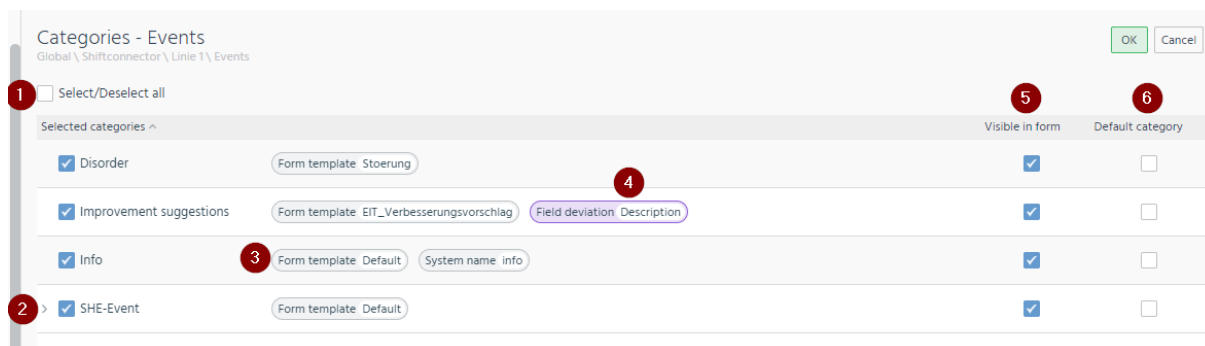 Categories - Events
Global \ Shiftconnector \ Linie 1 \ Events
OK Cancel
1 Select/Deselect all
5 6
Selected categories Visible in form Default category
Disorder Form template Stoerung
4
Improvement suggestions Form template EIT_Verbesserungsvorschlag Field deviation Description
Info 3 Form template Default System name info
2 SHE-Event Form template Default